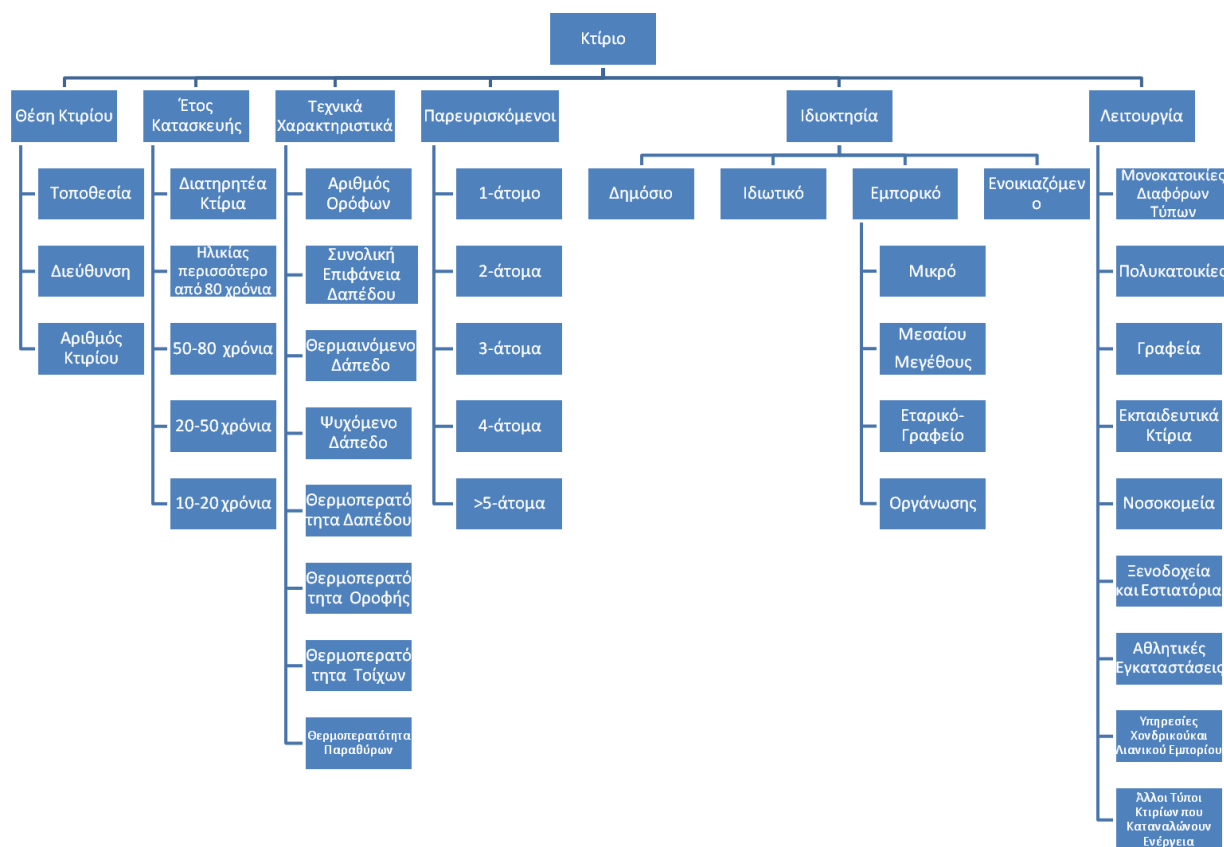 Κτίριο
Θέση Κτιρίου
Τοποθεσία
Διεύθυνση
Αριθμός
Κτιρίου
Έτος
Κατασκευής
Διατηρητέα
Κτίρια
Ηλικίας
περισσότερο
από 80 χρόνια
50-80 χρόνια
20-50 χρόνια
10-20 χρόνια
Τεχνικά
Χαρακτηριστικά
Αριθμός
Ορόφων
Συνολική
Επιφάνεια
Δαπέδου
Θερμαινόμενο
Δάπεδο
Ψυχόμενο
Δάπεδο
Θερμοπερατό
τητα Δαπέδου
Θερμοπερατό
τητα Οροφής
Θερμοπερατό
τητα Τοίχων
Θερμοπερατότητα
Παραθύρων
Παρευρισκόμενοι
1-άτομο
2-άτομα
3-άτομα
4-άτομα
>5-άτομα
Ιδιοκτησία
Δημόσιο
Ιδιωτικό
Εμπορικό
Μικρό
Μεσαίου
Μεγέθους
Εταρικό-
Γραφείο
Οργάνωσης
Ενοικιαζόμεν
ο
Λειτουργία
Μονοκατοικίες
Διαφόρων
Τύπων
Πολυκατοικίες
Γραφεία
Εκπαιδευτικά
Κτίρια
Νοσοκομεία
Ξενοδοχεία
και Εστιατόρια
Αθλητικές
Εγκαταστάσεις
Υπηρεσίες
Χονδρικούκαι
Λιανικού Εμπορίου
Άλλοι Τύποι
Κτιρίων που
Καταναλώνουν
Ενέργεια